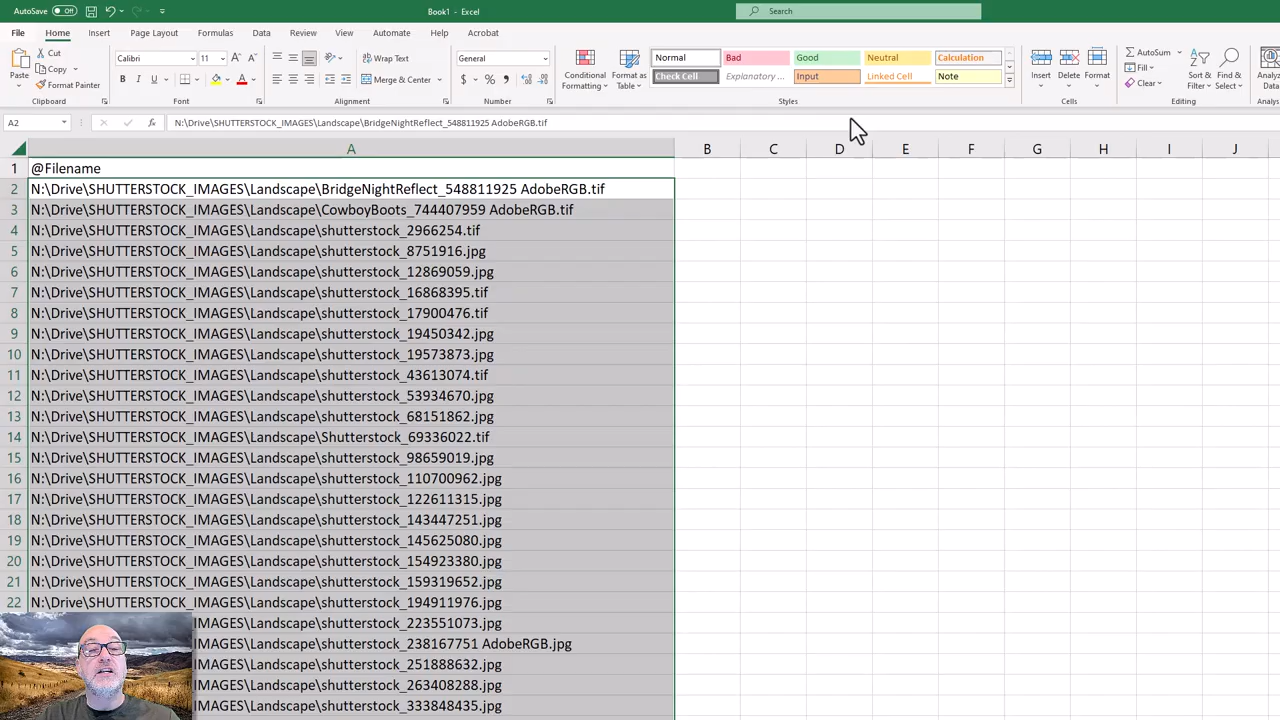 AutoSave Off Book1 - Excel Search
File Home Insert Page Layout Formulas Data Review View Automate Help Acrobat
Paste Cut Copy Format Painter Clipboard
Calibri 11 A A B I U A Font
Wrap Text Merge & Center Alignment
General $ % 9 Number
Conditional Formatting Format as Table Normal Bad Good Neutral Calculation
Check Cell Explanatory ... Input Linked Cell Note Styles
Insert Delete Format Cells
AutoSum Fill Clear Sort & Filter Find & Select Editing
A2 fx N:\Drive\SHUTTERSTOCK_IMAGES\Landscape\BridgeNightReflect_548811925 AdobeRGB.tif
A B C D E F G H I J
1 @Filename
2 N:\Drive\SHUTTERSTOCK_IMAGES\Landscape\BridgeNightReflect_548811925 AdobeRGB.tif
3 N:\Drive\SHUTTERSTOCK_IMAGES\Landscape\CowboyBoots_744407959 AdobeRGB.tif
4 N:\Drive\SHUTTERSTOCK_IMAGES\Landscape\shutterstock_2966254.tif
5 N:\Drive\SHUTTERSTOCK_IMAGES\Landscape\shutterstock_8751916.jpg
6 N:\Drive\SHUTTERSTOCK_IMAGES\Landscape\shutterstock_12869059.jpg
7 N:\Drive\SHUTTERSTOCK_IMAGES\Landscape\shutterstock_16868395.tif
8 N:\Drive\SHUTTERSTOCK_IMAGES\Landscape\shutterstock_17900476.tif
9 N:\Drive\SHUTTERSTOCK_IMAGES\Landscape\shutterstock_19450342.jpg
10 N:\Drive\SHUTTERSTOCK_IMAGES\Landscape\shutterstock_19573873.jpg
11 N:\Drive\SHUTTERSTOCK_IMAGES\Landscape\shutterstock_43613074.tif
12 N:\Drive\SHUTTERSTOCK_IMAGES\Landscape\shutterstock_53934670.jpg
13 N:\Drive\SHUTTERSTOCK_IMAGES\Landscape\shutterstock_68151862.jpg
14 N:\Drive\SHUTTERSTOCK_IMAGES\Landscape\Shutterstock_69336022.tif
15 N:\Drive\SHUTTERSTOCK_IMAGES\Landscape\shutterstock_98659019.jpg
16 N:\Drive\SHUTTERSTOCK_IMAGES\Landscape\shutterstock_110700962.jpg
17 N:\Drive\SHUTTERSTOCK_IMAGES\Landscape\shutterstock_122611315.jpg
18 N:\Drive\SHUTTERSTOCK_IMAGES\Landscape\shutterstock_143447251.jpg
19 N:\Drive\SHUTTERSTOCK_IMAGES\Landscape\shutterstock_145625080.jpg
20 N:\Drive\SHUTTERSTOCK_IMAGES\Landscape\shutterstock_154923380.jpg
21 N:\Drive\SHUTTERSTOCK_IMAGES\Landscape\shutterstock_159319652.jpg
22 N:\Drive\SHUTTERSTOCK_IMAGES\Landscape\shutterstock_194911976.jpg
_IMAGES\Landscape\shutterstock_223551073.jpg
_IMAGES\Landscape\shutterstock_238167751 AdobeRGB.jpg
_IMAGES\Landscape\shutterstock_251888632.jpg
_IMAGES\Landscape\shutterstock_263408288.jpg
_IMAGES\Landscape\shutterstock_333848435.jpg